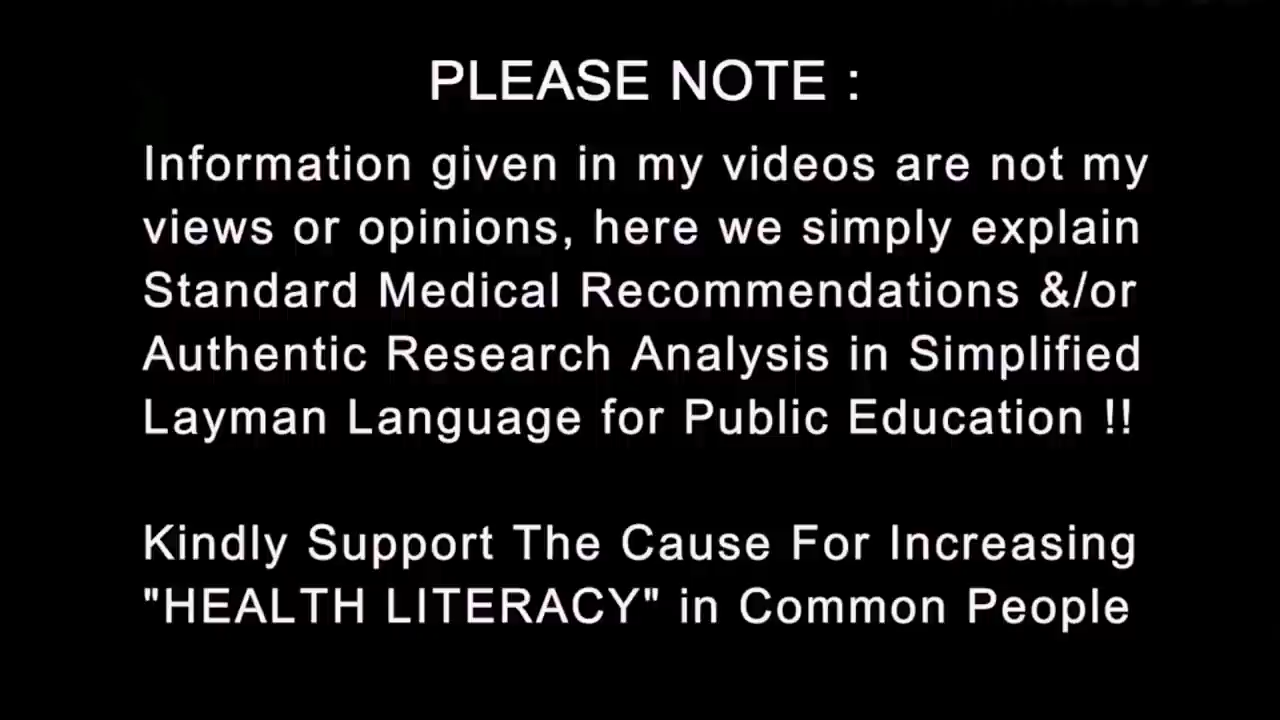 PLEASE NOTE :
Information given in my videos are not my
views or opinions, here we simply explain
Standard Medical Recommendations &/or
Authentic Research Analysis in Simplified
Layman Language for Public Education !!
Kindly Support The Cause For Increasing
"HEALTH LITERACY" in Common People